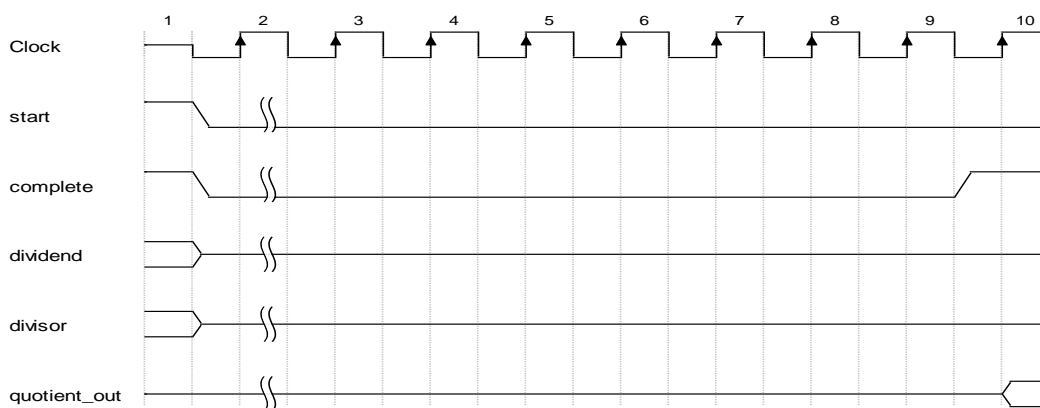 1 2 3 4 5 6 7 8 9 10
Clock
start
complete
dividend
divisor
quotient_out